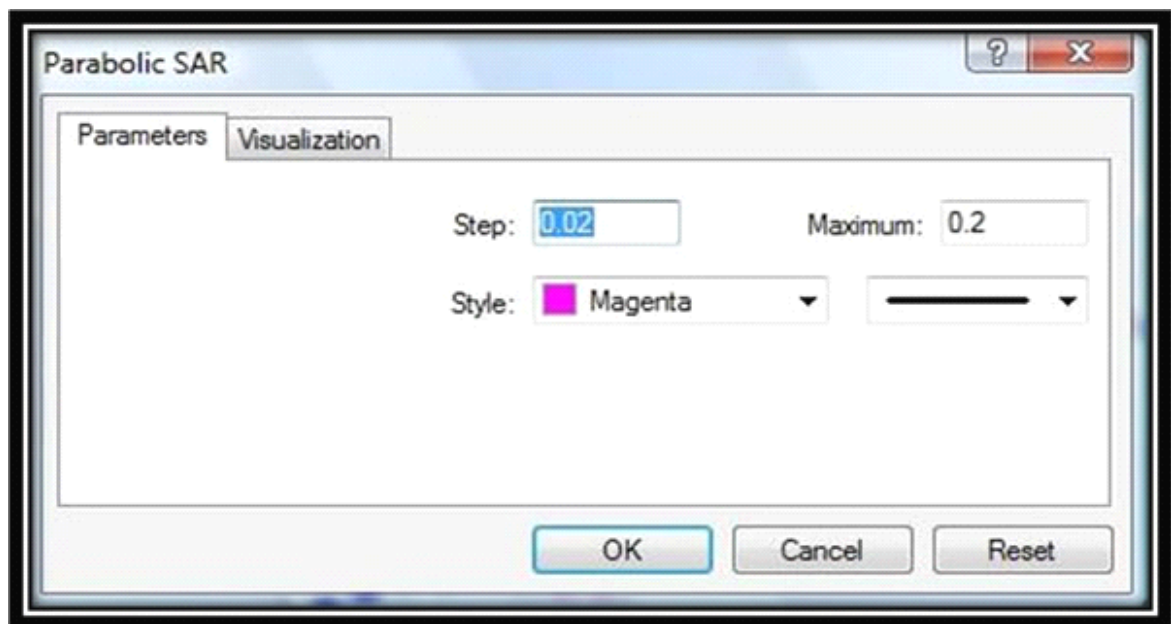 Parabolic SAR
?
Parameters Visualization
Step: 0.02 Maximum: 0.2
Style: Magenta
OK Cancel Reset